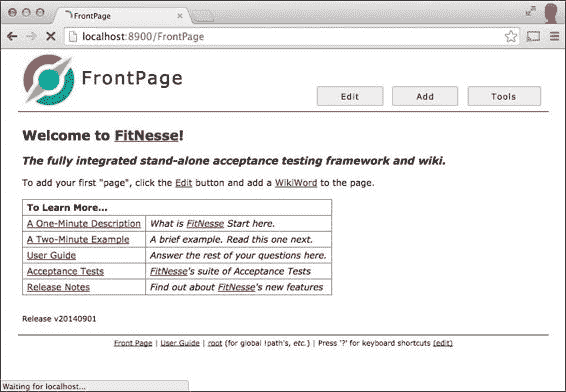 FrontPage
localhost:8900/FrontPage
FrontPage
Edit
Add
Tools
Welcome to FitNesse!
The fully integrated stand-alone acceptance testing framework and wiki.
To add your first "page", click the Edit button and add a WikiWord to the page.
To Learn More...
A One-Minute Description What is FitNesse Start here.
A Two-Minute Example A brief example. Read this one next.
User Guide Answer the rest of your questions here.
Acceptance Tests FitNesse's suite of Acceptance Tests
Release Notes Find out about FitNesse's new features
Release v20140901
Front Page | User Guide | root (for global !path's, etc.) | Press '?' for keyboard shortcuts (edit)
Waiting for localhost...